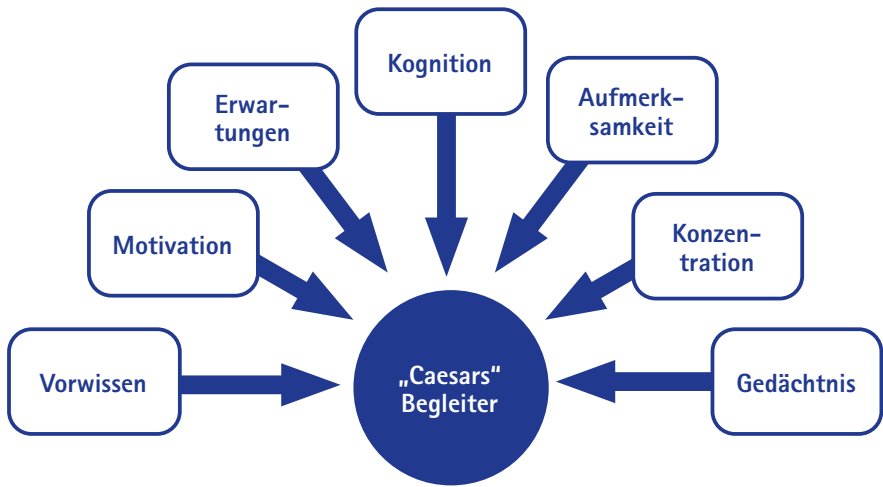 Kognition
Erwar-
tungen
Aufmerk-
samkeit
Motivation
Konzen-
tration
Vorwissen
„Caesars“
Begleiter
Gedächtnis